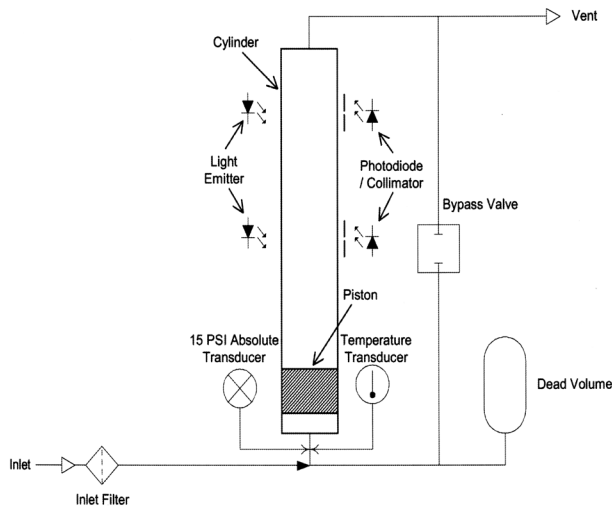 Vent
Cylinder
Light
Emitter
Photodiode
/ Collimator
Bypass Valve
Piston
15 PSI Absolute
Transducer
Temperature
Transducer
Dead Volume
Inlet
Inlet Filter